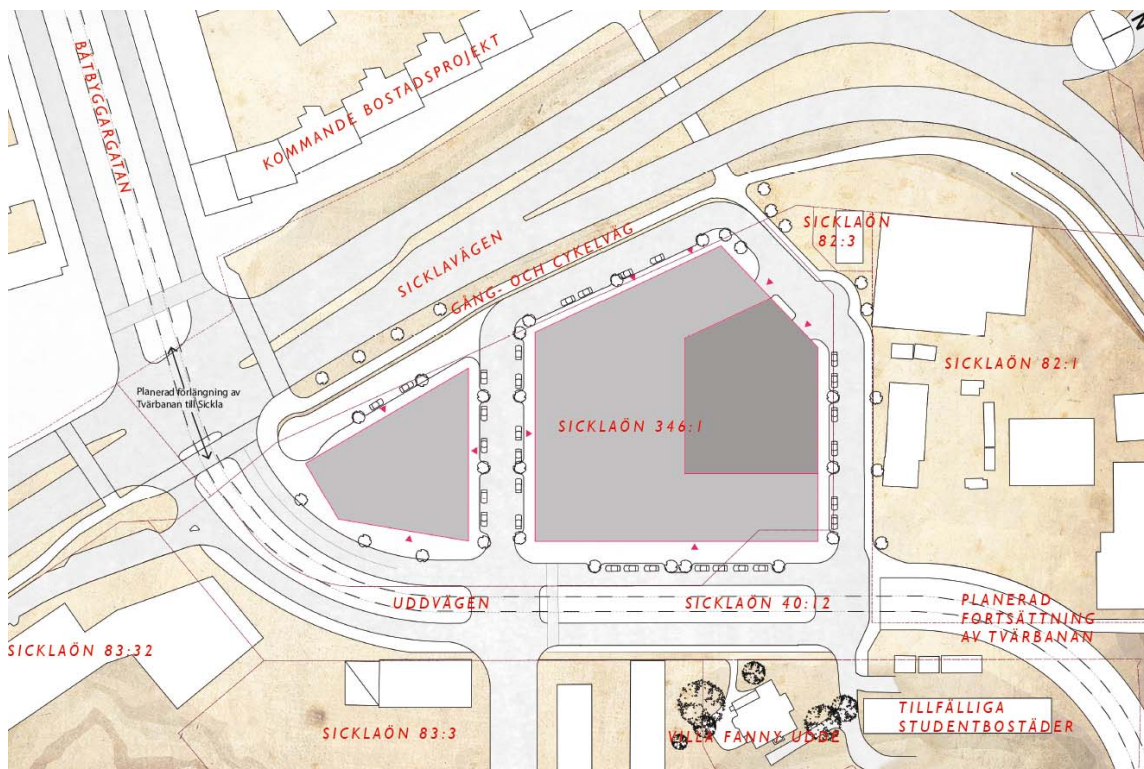 N
BÅTBYGGARGATAN
KOMMANDE BOSTADSPROJEKT
SICKLAÖN
82:3
SICKLAVÄGEN
GÅNG- OCH CYKELVÄG
SICKLAÖN 82:1
Planerad förlängning av
Tvärbanan till Sickla
SICKLAÖN 346:1
UDDVÄGEN
SICKLAÖN 40:12
PLANERAD
FORTSÄTTNING
AV TVÄRBANAN
SICKLAÖN 83:32
SICKLAÖN 83:3
VILLA FANNY UDDE
TILLFÄLLIGA
STUDENTBOSTÄDER